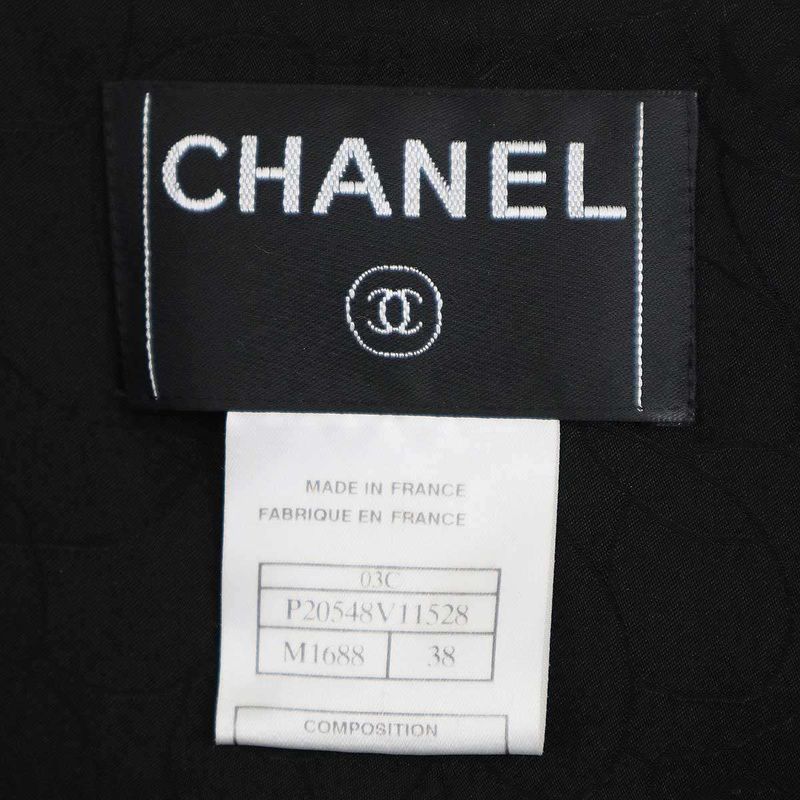 CHANEL
MADE IN FRANCE
FABRIQUE EN FRANCE
03C
P20548V11528
M1688 38
COMPOSITION